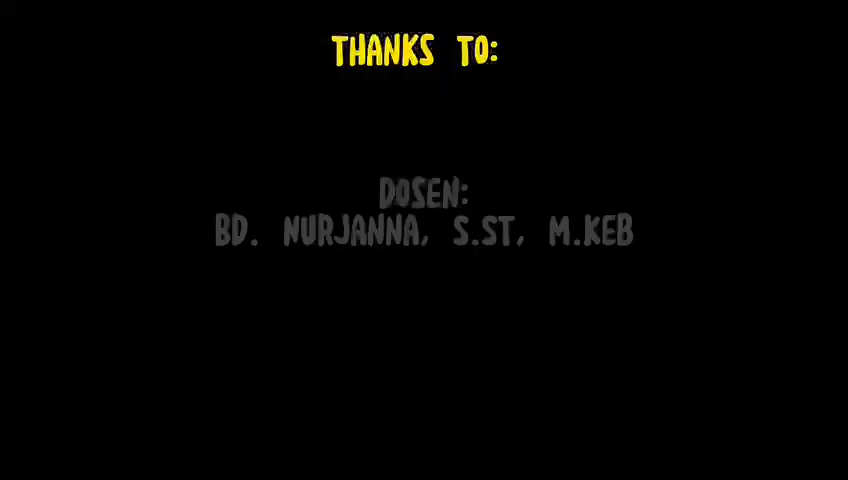 THANKS TO:
DOSEN:
BD. NURJANNA, S.ST, M.KEB